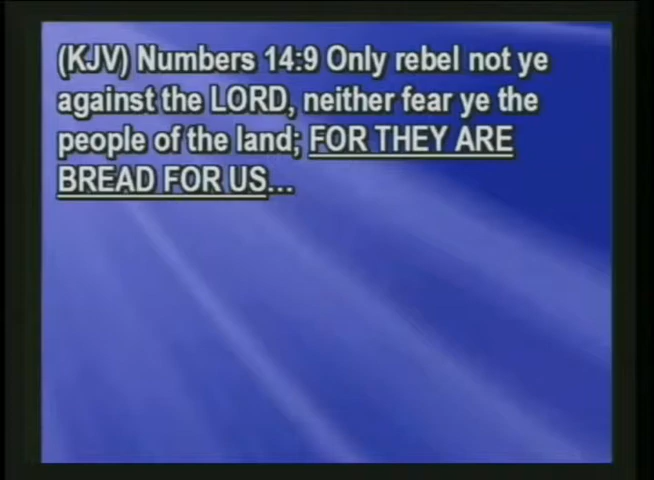 (KJV) Numbers 14:9 Only rebel not ye
against the LORD, neither fear ye the
people of the land; FOR THEY ARE
BREAD FOR US...